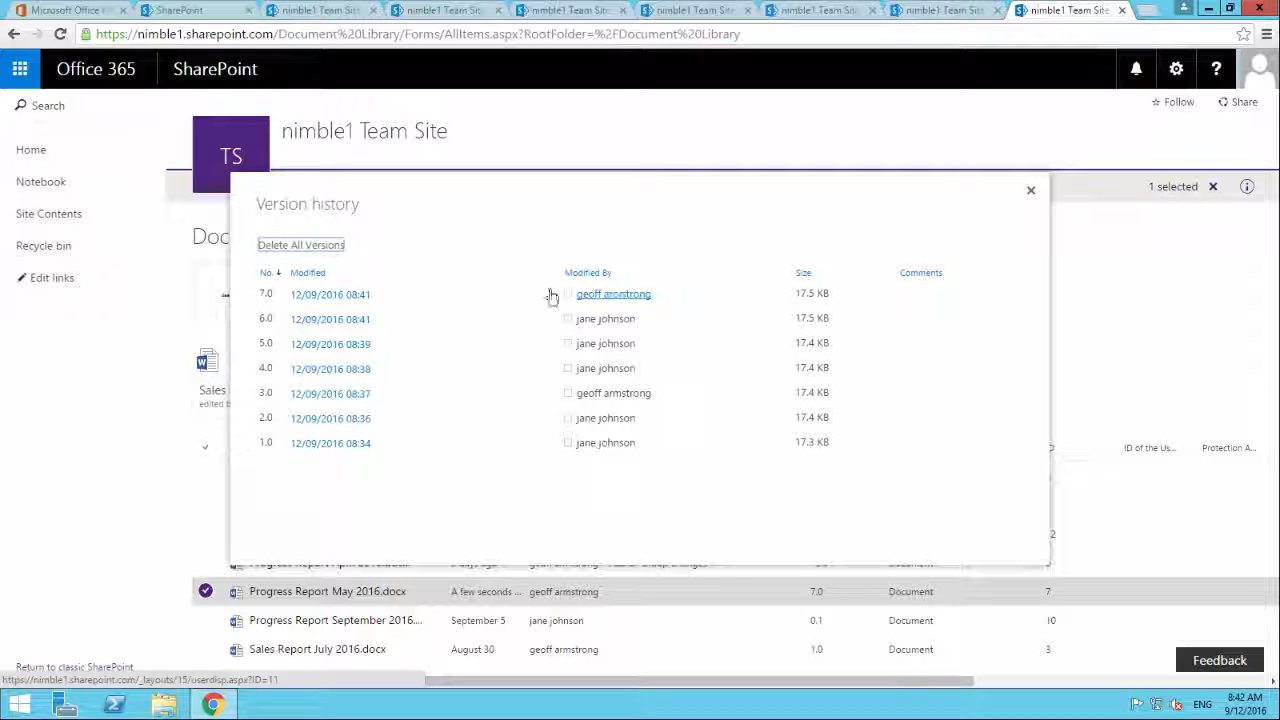 Microsoft Office 365
SharePoint
nimble1 Team Site
nimble1 Team Site
nimble1 Team Site
nimble1 Team Site
nimble1 Team Site
nimble1 Team Site
nimble1 Team Site
https://nimble1.sharepoint.com/Document%20Library/Forms/AllItems.aspx?RootFolder=%2FDocument%20Library
Office 365
SharePoint
Search
Follow
Share
nimble1 Team Site
TS
Home
Notebook
Site Contents
Recycle bin
Edit links
1 selected
Version history
Delete All Versions
Doc
No. Modified Modified By Size Comments
7.0 12/09/2016 08:41 geoff armstrong 17.5 KB
6.0 12/09/2016 08:41 jane johnson 17.5 KB
5.0 12/09/2016 08:39 jane johnson 17.4 KB
4.0 12/09/2016 08:38 jane johnson 17.4 KB
3.0 12/09/2016 08:37 geoff armstrong 17.4 KB
2.0 12/09/2016 08:36 jane johnson 17.4 KB
1.0 12/09/2016 08:34 jane johnson 17.3 KB
Sales
edited b
ID of the Us... Protection A...
2
Progress Report May 2016.docx A few seconds ... geoff armstrong 7.0 Document 7
Progress Report September 2016.... September 5 jane johnson 0.1 Document 10
Sales Report July 2016.docx August 30 geoff armstrong 1.0 Document 3
Feedback
Return to classic SharePoint
https://nimble1.sharepoint.com/_layouts/15/userdisp.aspx?ID=11
ENG
8:42 AM
9/12/2016